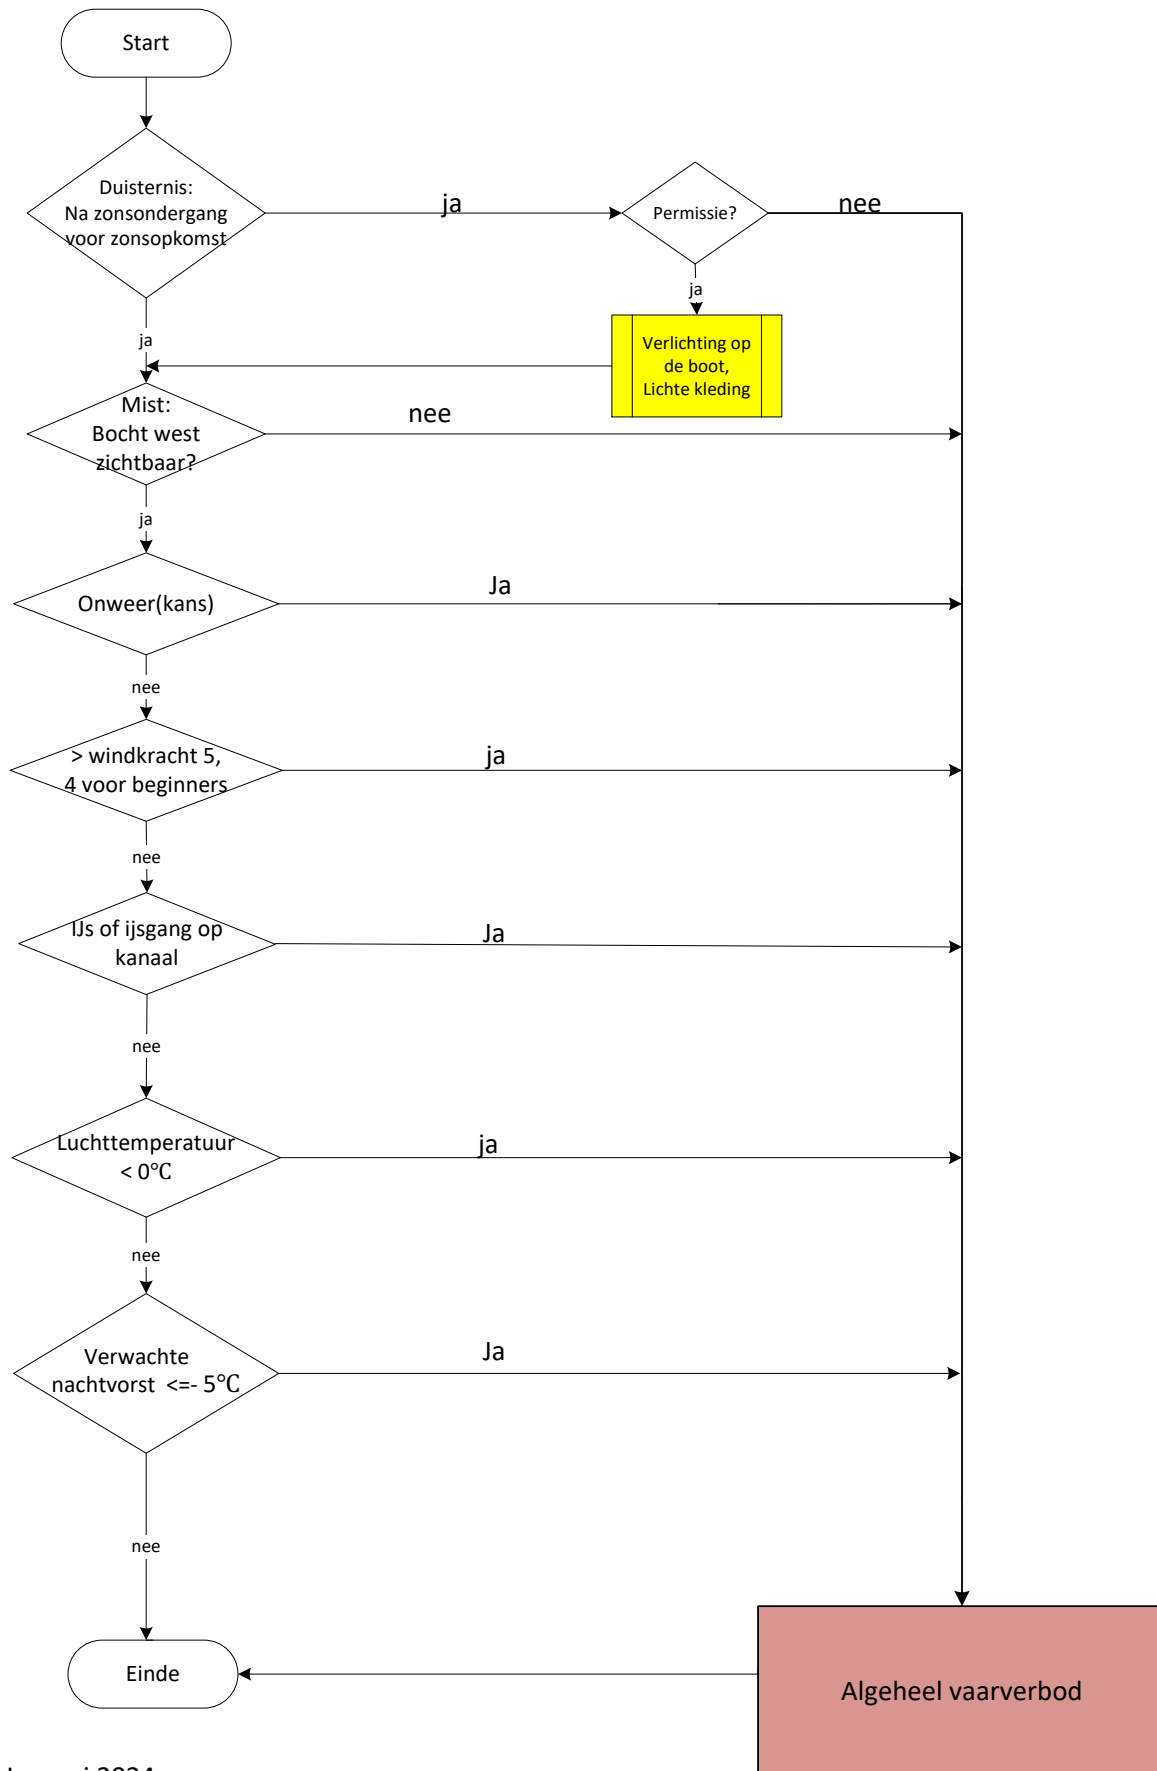 Start
Duisternis:
Na zonsondergang
voor zonsopkomst
ja
Permissie?
nee
ja
ja
Verlichting op
de boot,
Lichte kleding
Mist:
Bocht west
zichtbaar?
nee
ja
Onweer(kans)
Ja
nee
> windkracht 5,
4 voor beginners
ja
nee
IJs of ijsgang op
kanaal
Ja
nee
Luchttemperatuur
< 0°C
ja
nee
Verwachte
nachtvorst <=- 5°C
Ja
nee
Einde
Algeheel vaarverbod